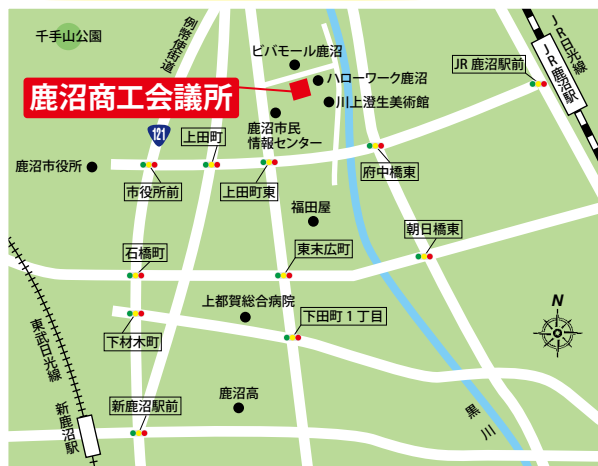 千手山公園
例幣使街道
ビバモール鹿沼
ハローワーク鹿沼
川上澄生美術館
JR 鹿沼駅前
JR日光線
JR鹿沼駅
鹿沼商工会議所
鹿沼市民
情報センター
121
上田町
鹿沼市役所
市役所前
上田町東
府中橋東
福田屋
朝日橋東
石橋町
東末広町
上都賀総合病院
下田町1丁目
下材木町
N
東武日光線
新鹿沼駅
新鹿沼駅前
鹿沼高
黒川